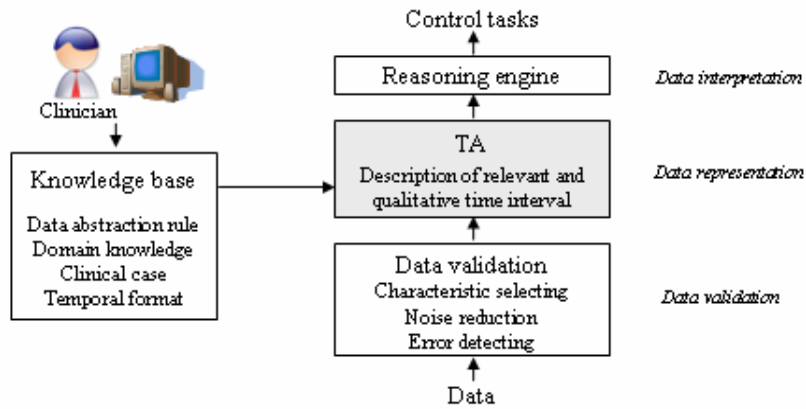 Control tasks
Reasoning engine
Data interpretation
Clinician
TA
Description of relevant and
qualitative time interval
Data representation
Knowledge base
Data abstraction rule
Domain knowledge
Clinical case
Temporal format
Data validation
Characteristic selecting
Noise reduction
Error detecting
Data validation
Data